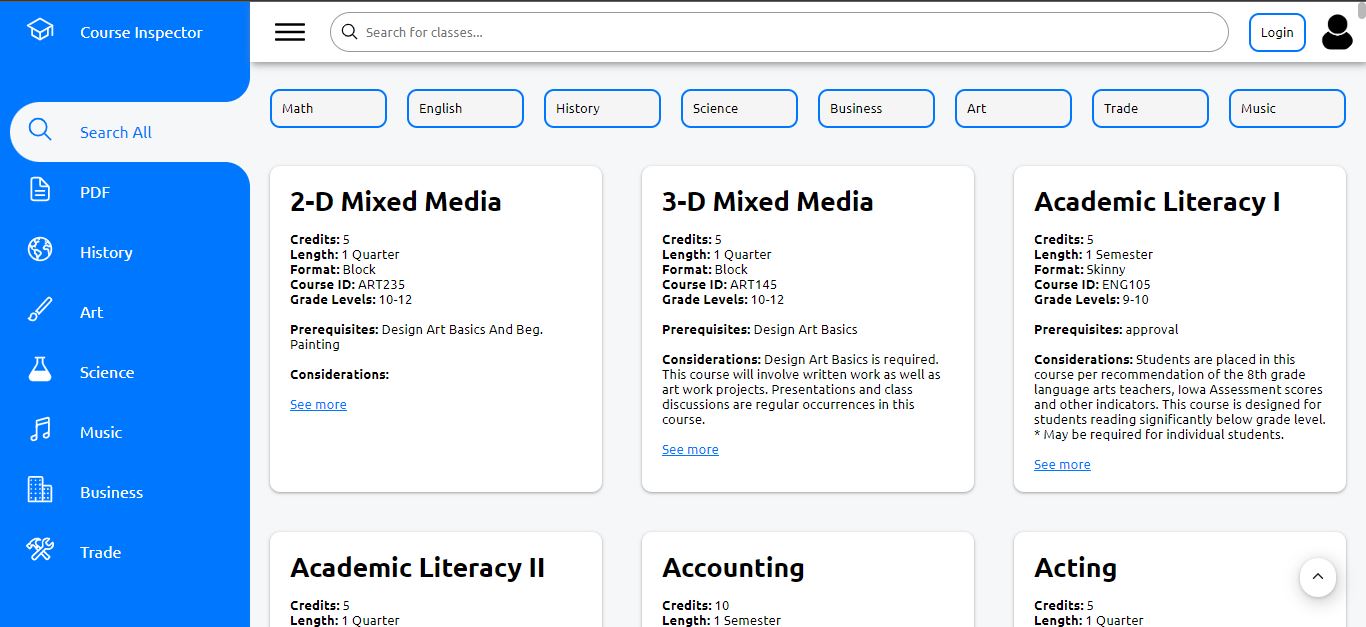 Course Inspector
Search for classes...
Login
Search All
PDF
History
Art
Science
Music
Business
Trade
Math
English
History
Science
Business
Art
Trade
Music
2-D Mixed Media
Credits: 5
Length: 1 Quarter
Format: Block
Course ID: ART235
Grade Levels: 10-12
Prerequisites: Design Art Basics And Beg.
Painting
Considerations:
See more
3-D Mixed Media
Credits: 5
Length: 1 Quarter
Format: Block
Course ID: ART145
Grade Levels: 10-12
Prerequisites: Design Art Basics
Considerations: Design Art Basics is required.
This course will involve written work as well as
art work projects. Presentations and class
discussions are regular occurrences in this
course.
See more
Academic Literacy I
Credits: 5
Length: 1 Semester
Format: Skinny
Course ID: ENG105
Grade Levels: 9-10
Prerequisites: approval
Considerations: Students are placed in this
course per recommendation of the 8th grade
language arts teachers, Iowa Assessment scores
and other indicators. This course is designed for
students reading significantly below grade level.
* May be required for individual students.
See more
Academic Literacy II
Credits: 5
Length: 1 Quarter
Accounting
Credits: 10
Length: 1 Semester
Acting
Credits: 5
Length: 1 Quarter